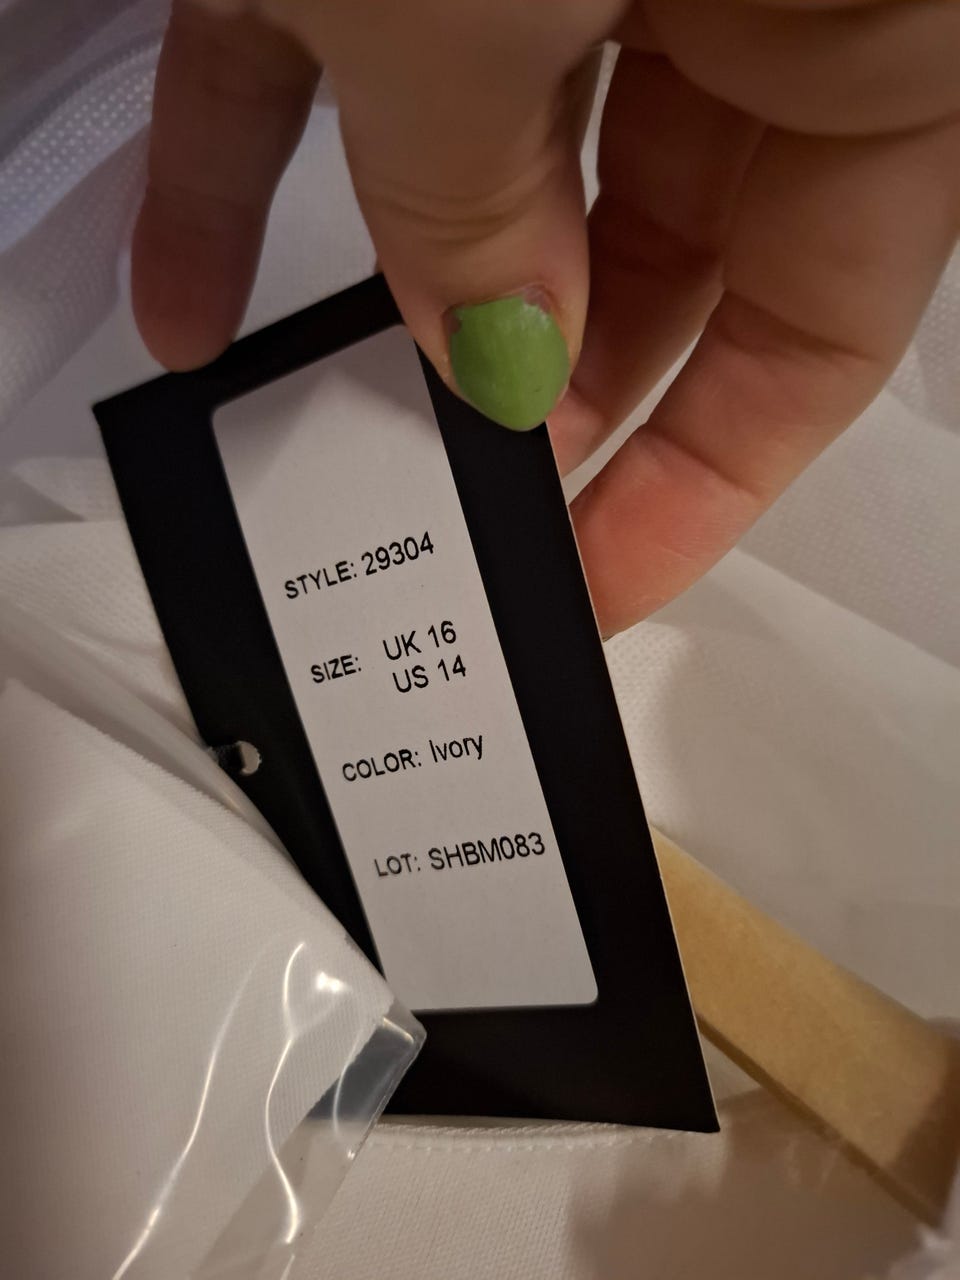 STYLE: 29304
SIZE: UK 16
US 14
COLOR: Ivory
LOT: SHBM083